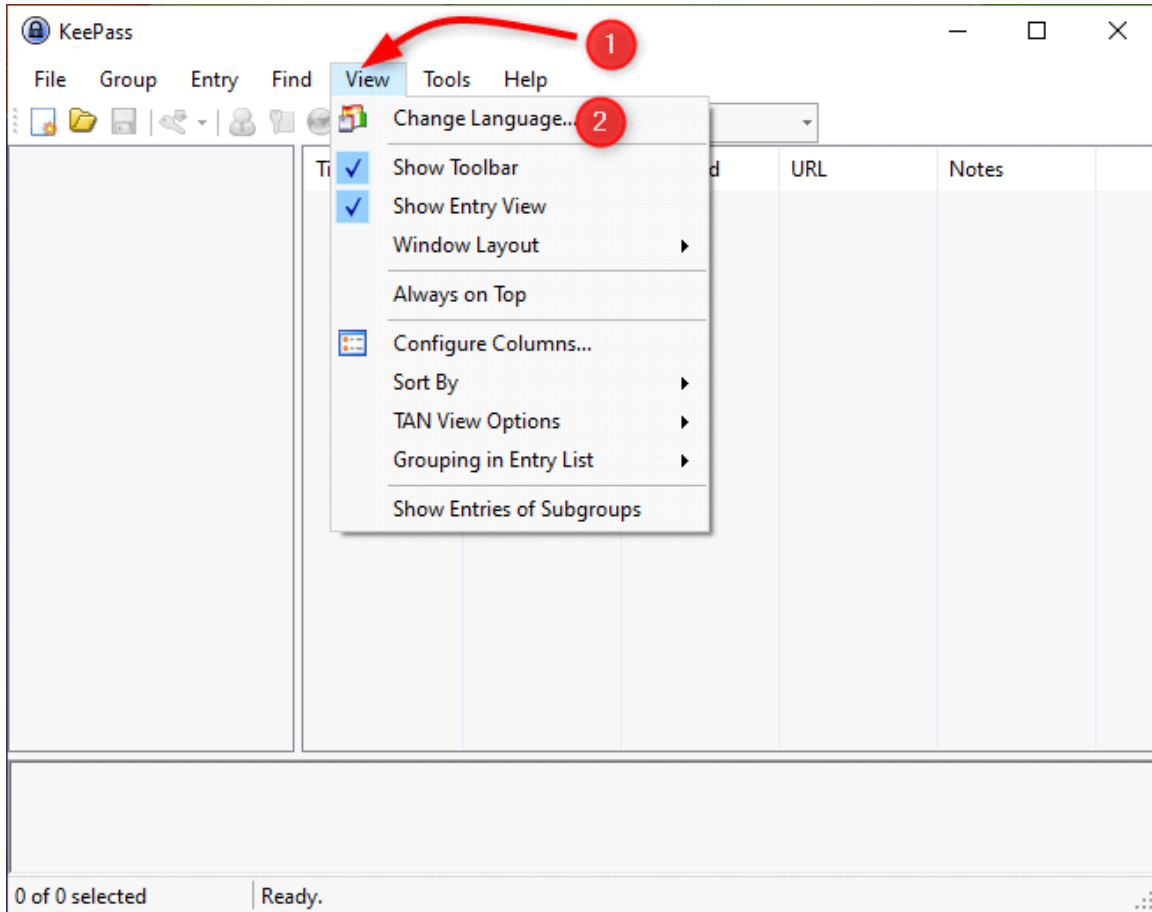 KeePass
1
File Group Entry Find View Tools Help
Change Language...
2
Show Toolbar
URL
Notes
Show Entry View
Window Layout
Always on Top
Configure Columns...
Sort By
TAN View Options
Grouping in Entry List
Show Entries of Subgroups
0 of 0 selected
Ready.